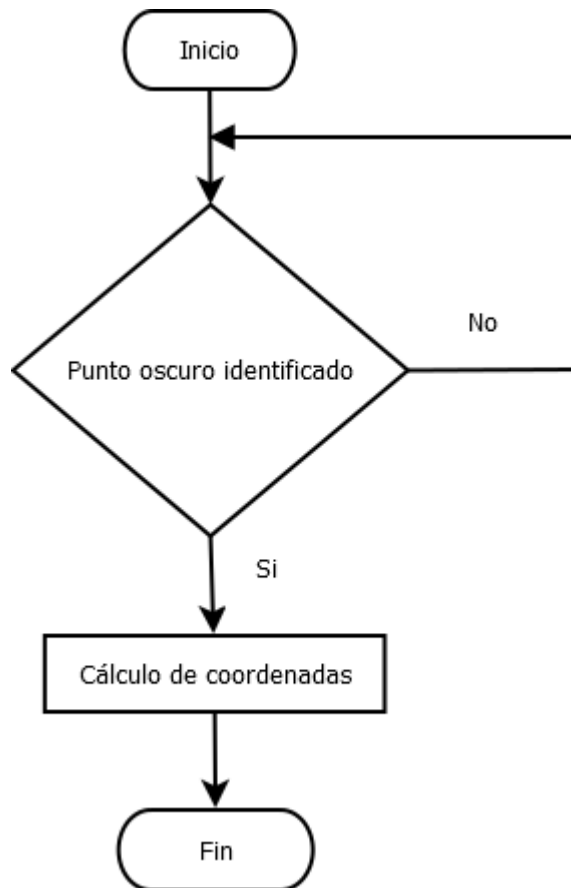 Inicio
Punto oscuro identificado
No
Si
Cálculo de coordenadas
Fin